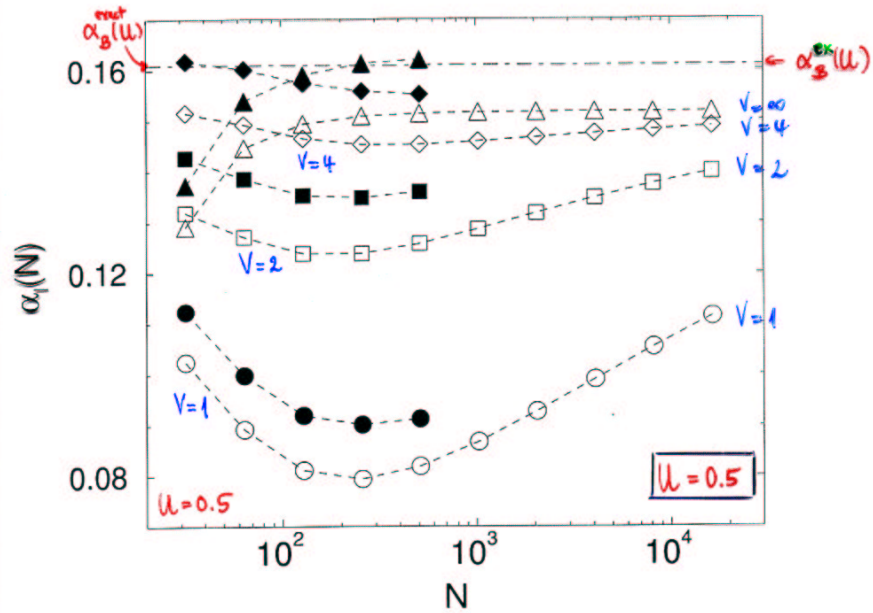 exact
α_B(U)
0.16
0.12
0.08
α_I(N)
← α_B^ex(U)
V=∞
V=4
V=2
V=1
V=4
V=2
V=1
U=0.5
U=0.5
10^2
10^3
10^4
N